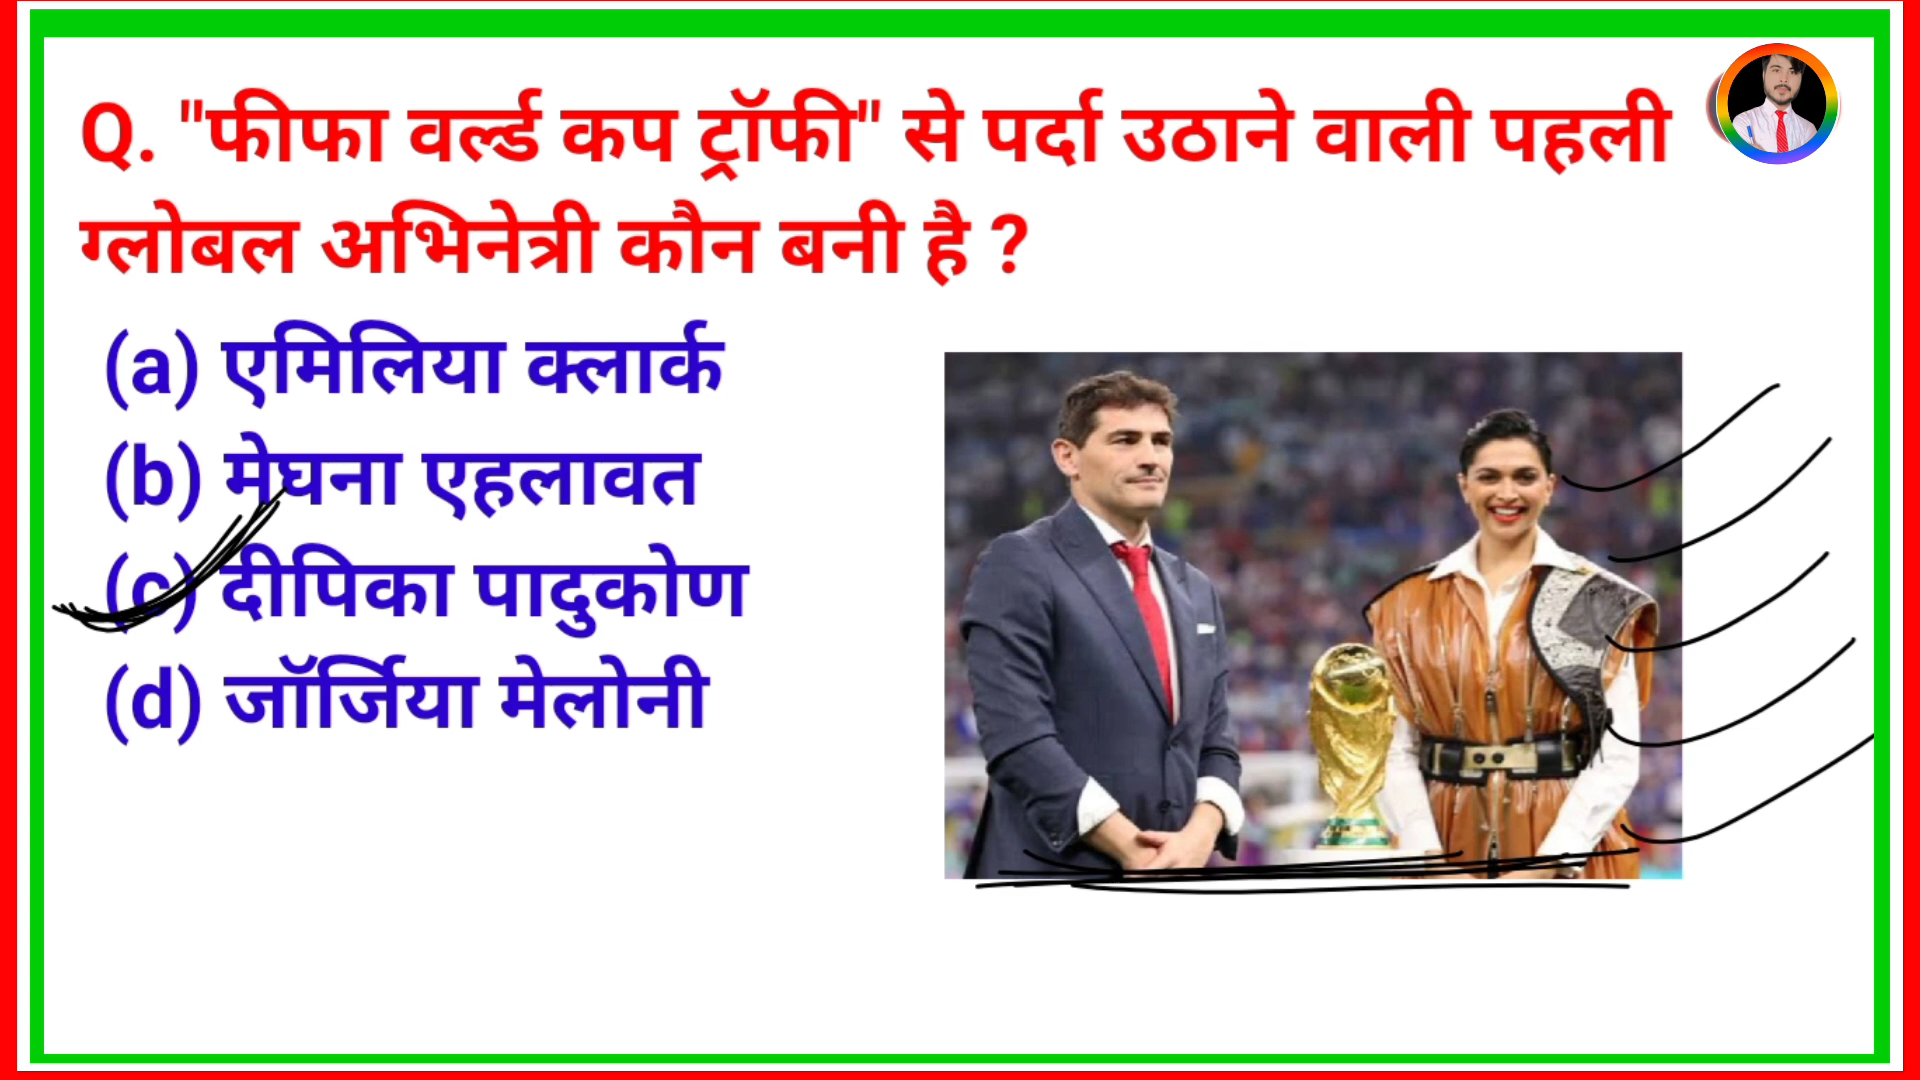 Q. "फीफा वर्ल्ड कप ट्रॉफी" से पर्दा उठाने वाली पहली
ग्लोबल अभिनेत्री कौन बनी है ?
(a) एमिलिया क्लार्क
(b) मेघना एहलावत
(c) दीपिका पादुकोण
(d) जॉर्जिया मेलोनी